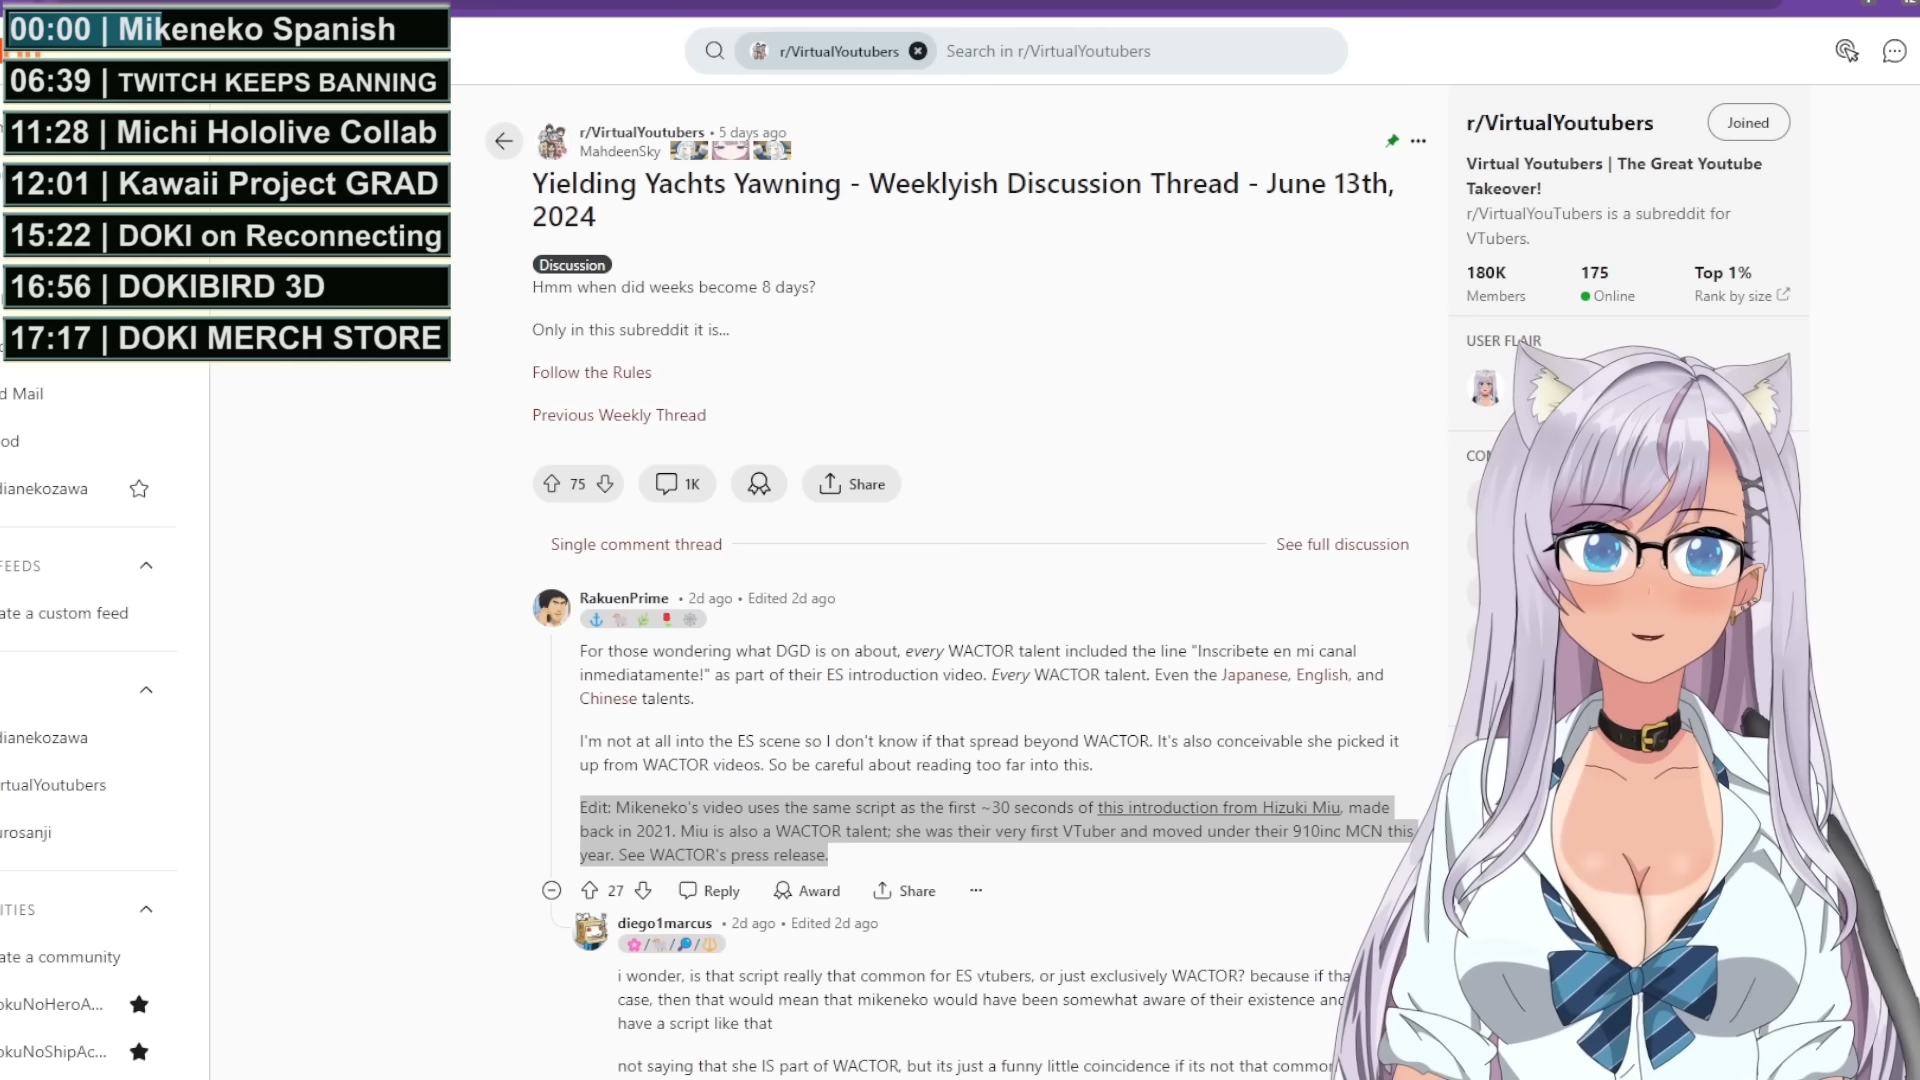 00:00 | Mikeneko Spanish
06:39 | TWITCH KEEPS BANNING
11:28 | Michi Hololive Collab
12:01 | Kawaii Project GRAD
15:22 | DOKI on Reconnecting
16:56 | DOKIBIRD 3D
17:17 | DOKI MERCH STORE
r/VirtualYoutubers
Search in r/VirtualYoutubers
d Mail
od
dianekozawa
FEEDS
ate a custom feed
dianekozawa
rtualYoutubers
urosanji
ITIES
ate a community
okuNoHeroA...
okuNoShipAc...
r/VirtualYoutubers • 5 days ago
MahdeenSky
Yielding Yachts Yawning - Weeklyish Discussion Thread - June 13th,
2024
Discussion
Hmm when did weeks become 8 days?
Only in this subreddit it is...
Follow the Rules
Previous Weekly Thread
75
1K
Share
Single comment thread
See full discussion
RakuenPrime • 2d ago • Edited 2d ago
For those wondering what DGD is on about, every WACTOR talent included the line "Inscribete en mi canal
inmediatamente!" as part of their ES introduction video. Every WACTOR talent. Even the Japanese, English, and
Chinese talents.
I'm not at all into the ES scene so I don't know if that spread beyond WACTOR. It's also conceivable she picked it
up from WACTOR videos. So be careful about reading too far into this.
Edit: Mikeneko's video uses the same script as the first ~30 seconds of this introduction from Hizuki Miu, made
back in 2021. Miu is also a WACTOR talent; she was their very first VTuber and moved under their 910inc MCN this
year. See WACTOR's press release.
27
Reply
Award
Share
diego1marcus • 2d ago • Edited 2d ago
i wonder, is that script really that common for ES vtubers, or just exclusively WACTOR? because if tha
case, then that would mean that mikeneko would have been somewhat aware of their existence and
have a script like that
not saying that she IS part of WACTOR, but its just a funny little coincidence if its not that common
r/VirtualYoutubers
Joined
Virtual Youtubers | The Great Youtube
Takeover!
r/VirtualYouTubers is a subreddit for
VTubers.
180K
175
Top 1%
Members
Online
Rank by size
USER FLAIR